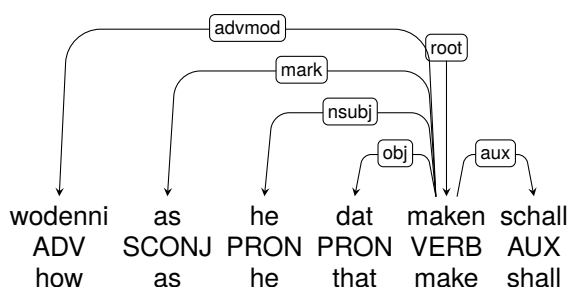 advmod
root
mark
nsubj
obj
aux
wodenni as he dat maken schall
ADV SCONJ PRON PRON VERB AUX
how as he that make shall